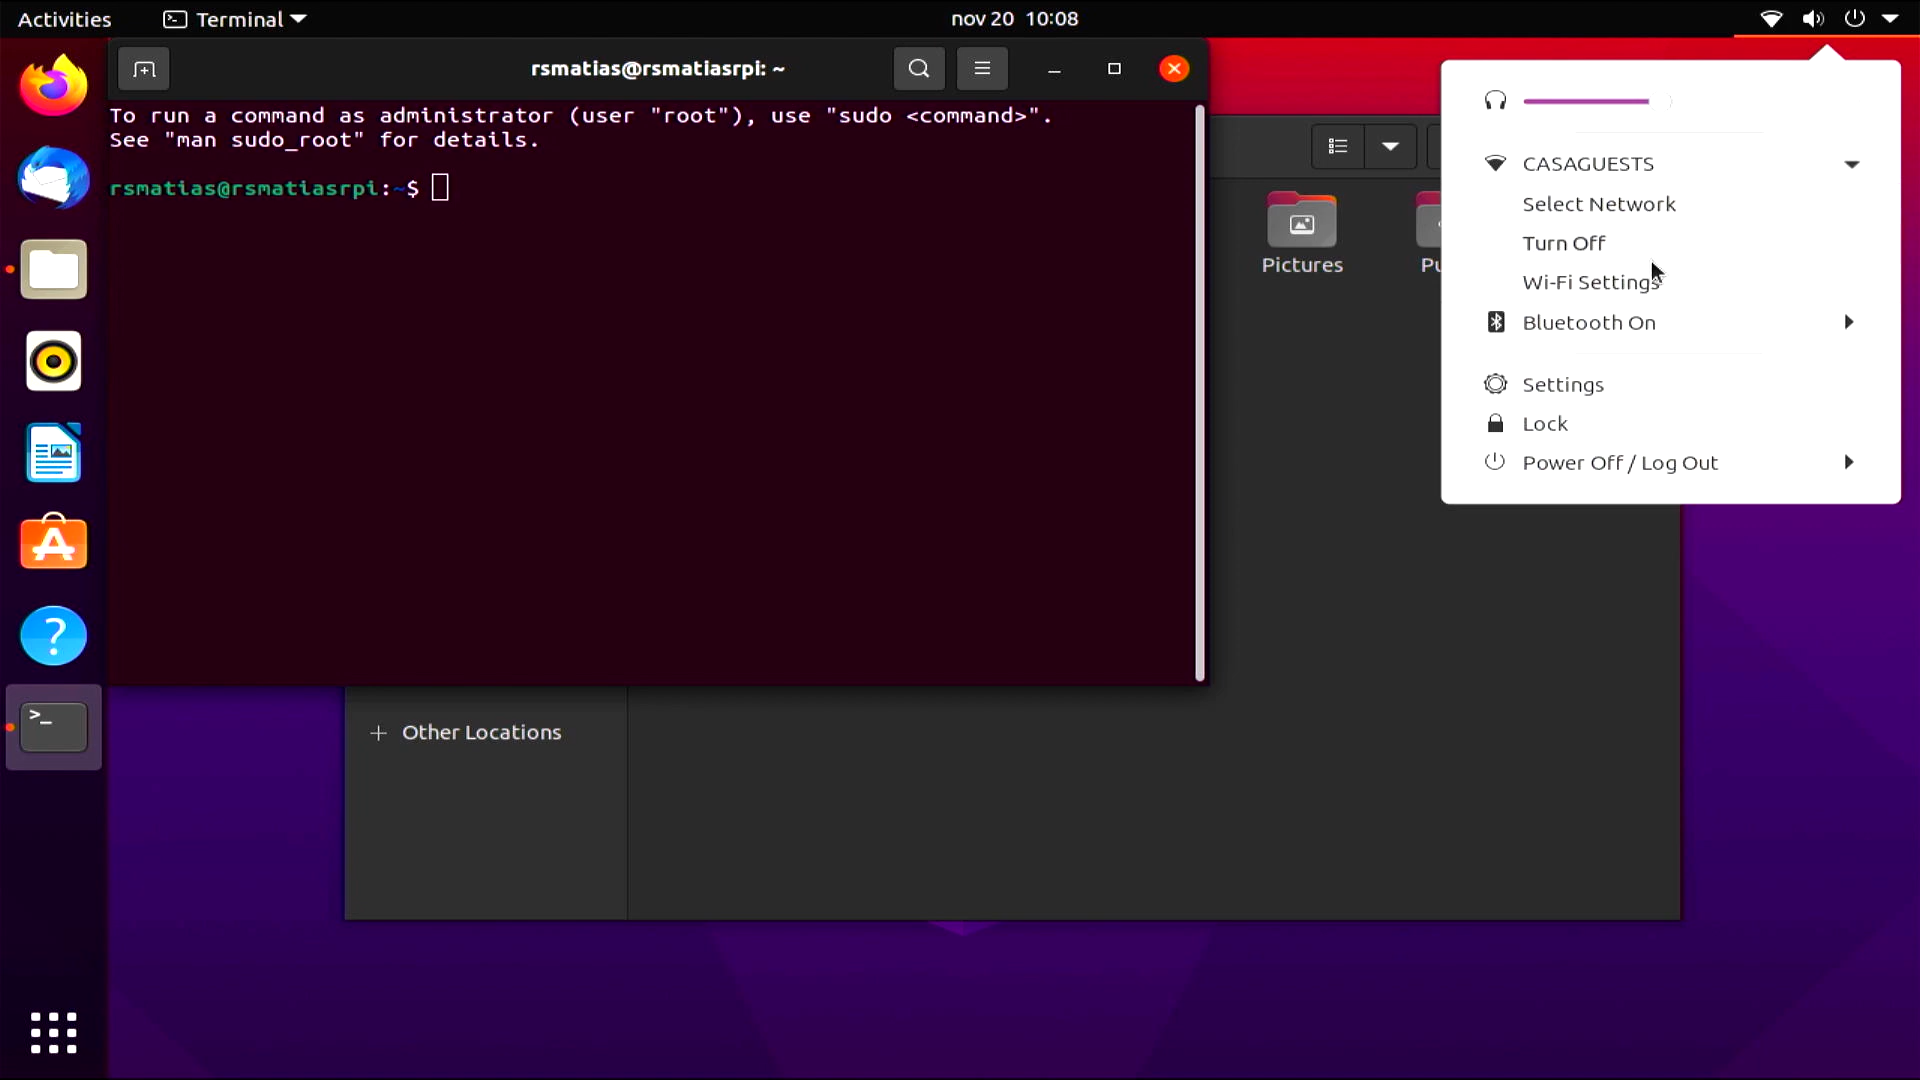 Activities
Terminal
nov 20 10:08
rsmatias@rsmatiasrpi: ~
To run a command as administrator (user "root"), use "sudo <command>".
See "man sudo_root" for details.
rsmatias@rsmatiasrpi:~$
Pictures
Pu
CASAGUESTS
Select Network
Turn Off
Wi-Fi Settings
Bluetooth On
Settings
Lock
Power Off / Log Out
+ Other Locations